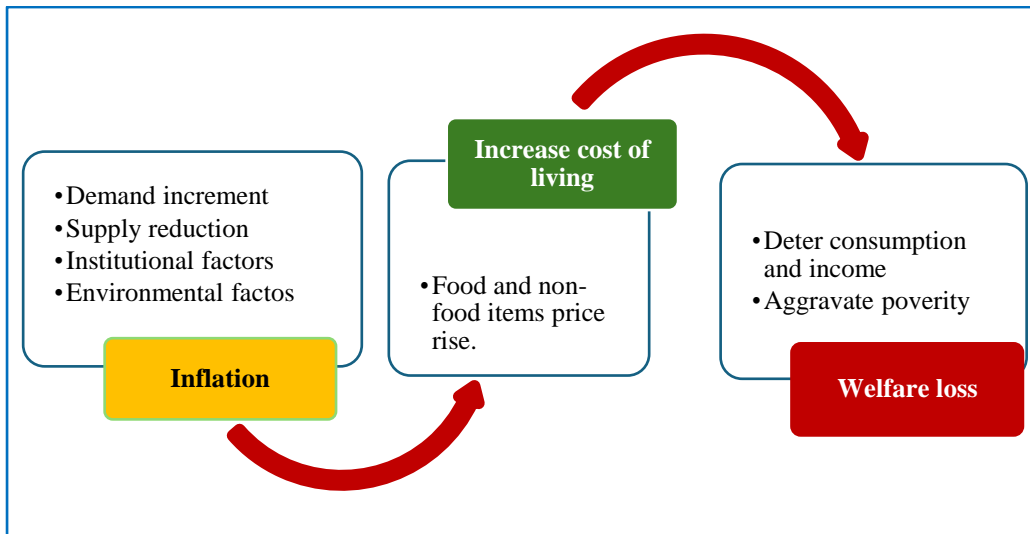 •Demand increment
•Supply reduction
•Institutional factors
•Environmental factos
Inflation
Increase cost of
living
•Food and non-
food items price
rise.
•Deter consumption
and income
•Aggravate poverity
Welfare loss